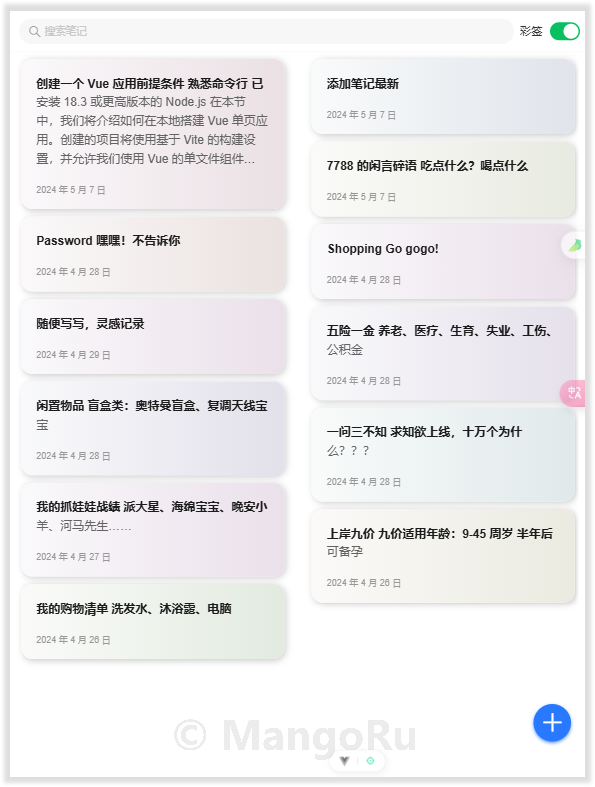 搜索笔记
彩签
创建一个 Vue 应用前提条件 熟悉命令行 已
安装 18.3 或更高版本的 Node.js 在本节
中，我们将介绍如何在本地搭建 Vue 单页应
用。创建的项目将使用基于 Vite 的构建设
置，并允许我们使用 Vue 的单文件组件...
2024 年 5 月 7 日
Password 嘿嘿！不告诉你
2024 年 4 月 28 日
随便写写，灵感记录
2024 年 4 月 29 日
闲置物品 盲盒类：奥特曼盲盒、复调天线宝
宝
2024 年 4 月 28 日
我的抓娃娃战绩 派大星、海绵宝宝、晚安小
羊、河马先生……
2024 年 4 月 27 日
我的购物清单 洗发水、沐浴露、电脑
2024 年 4 月 26 日
添加笔记最新
2024 年 5 月 7 日
7788 的闲言碎语 吃点什么？喝点什么
2024 年 5 月 7 日
Shopping Go gogo!
2024 年 4 月 28 日
五险一金 养老、医疗、生育、失业、工伤、
公积金
2024 年 4 月 28 日
一问三不知 求知欲上线，十万个为什
么？？？
2024 年 4 月 28 日
上岸九价 九价适用年龄：9-45 周岁 半年后
可备孕
2024 年 4 月 26 日
© MangoRu